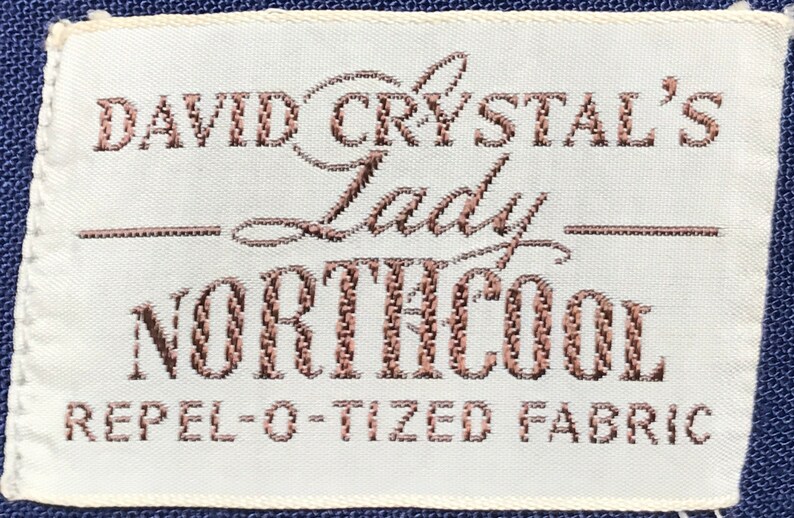 DAVID CRYSTAL'S
Lady
NORTHCOOL
REPEL-O-TIZED FABRIC